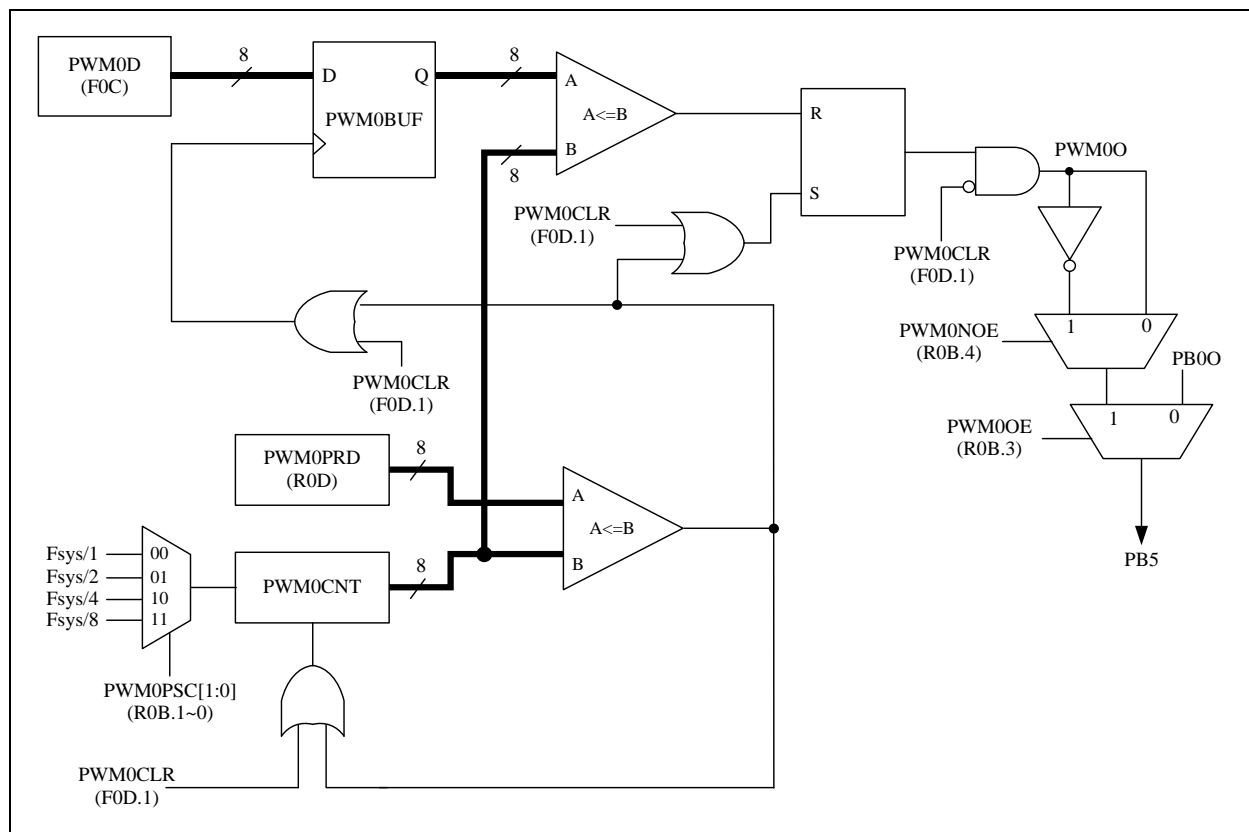 PWM0D
(F0C)
8
D
Q
PWM0BUF
8
A
A<=B
B
8
R
S
PWM0CLR
(F0D.1)
PWM0O
PWM0CLR
(F0D.1)
PWM0CLR
(F0D.1)
1
0
PWM0NOE
(R0B.4)
PB0O
1
0
PWM0OE
(R0B.3)
PB5
PWM0PRD
(R0D)
8
A
A<=B
B
Fsys/1
Fsys/2
Fsys/4
Fsys/8
00
01
10
11
PWM0CNT
8
PWM0PSC[1:0]
(R0B.1~0)
PWM0CLR
(F0D.1)